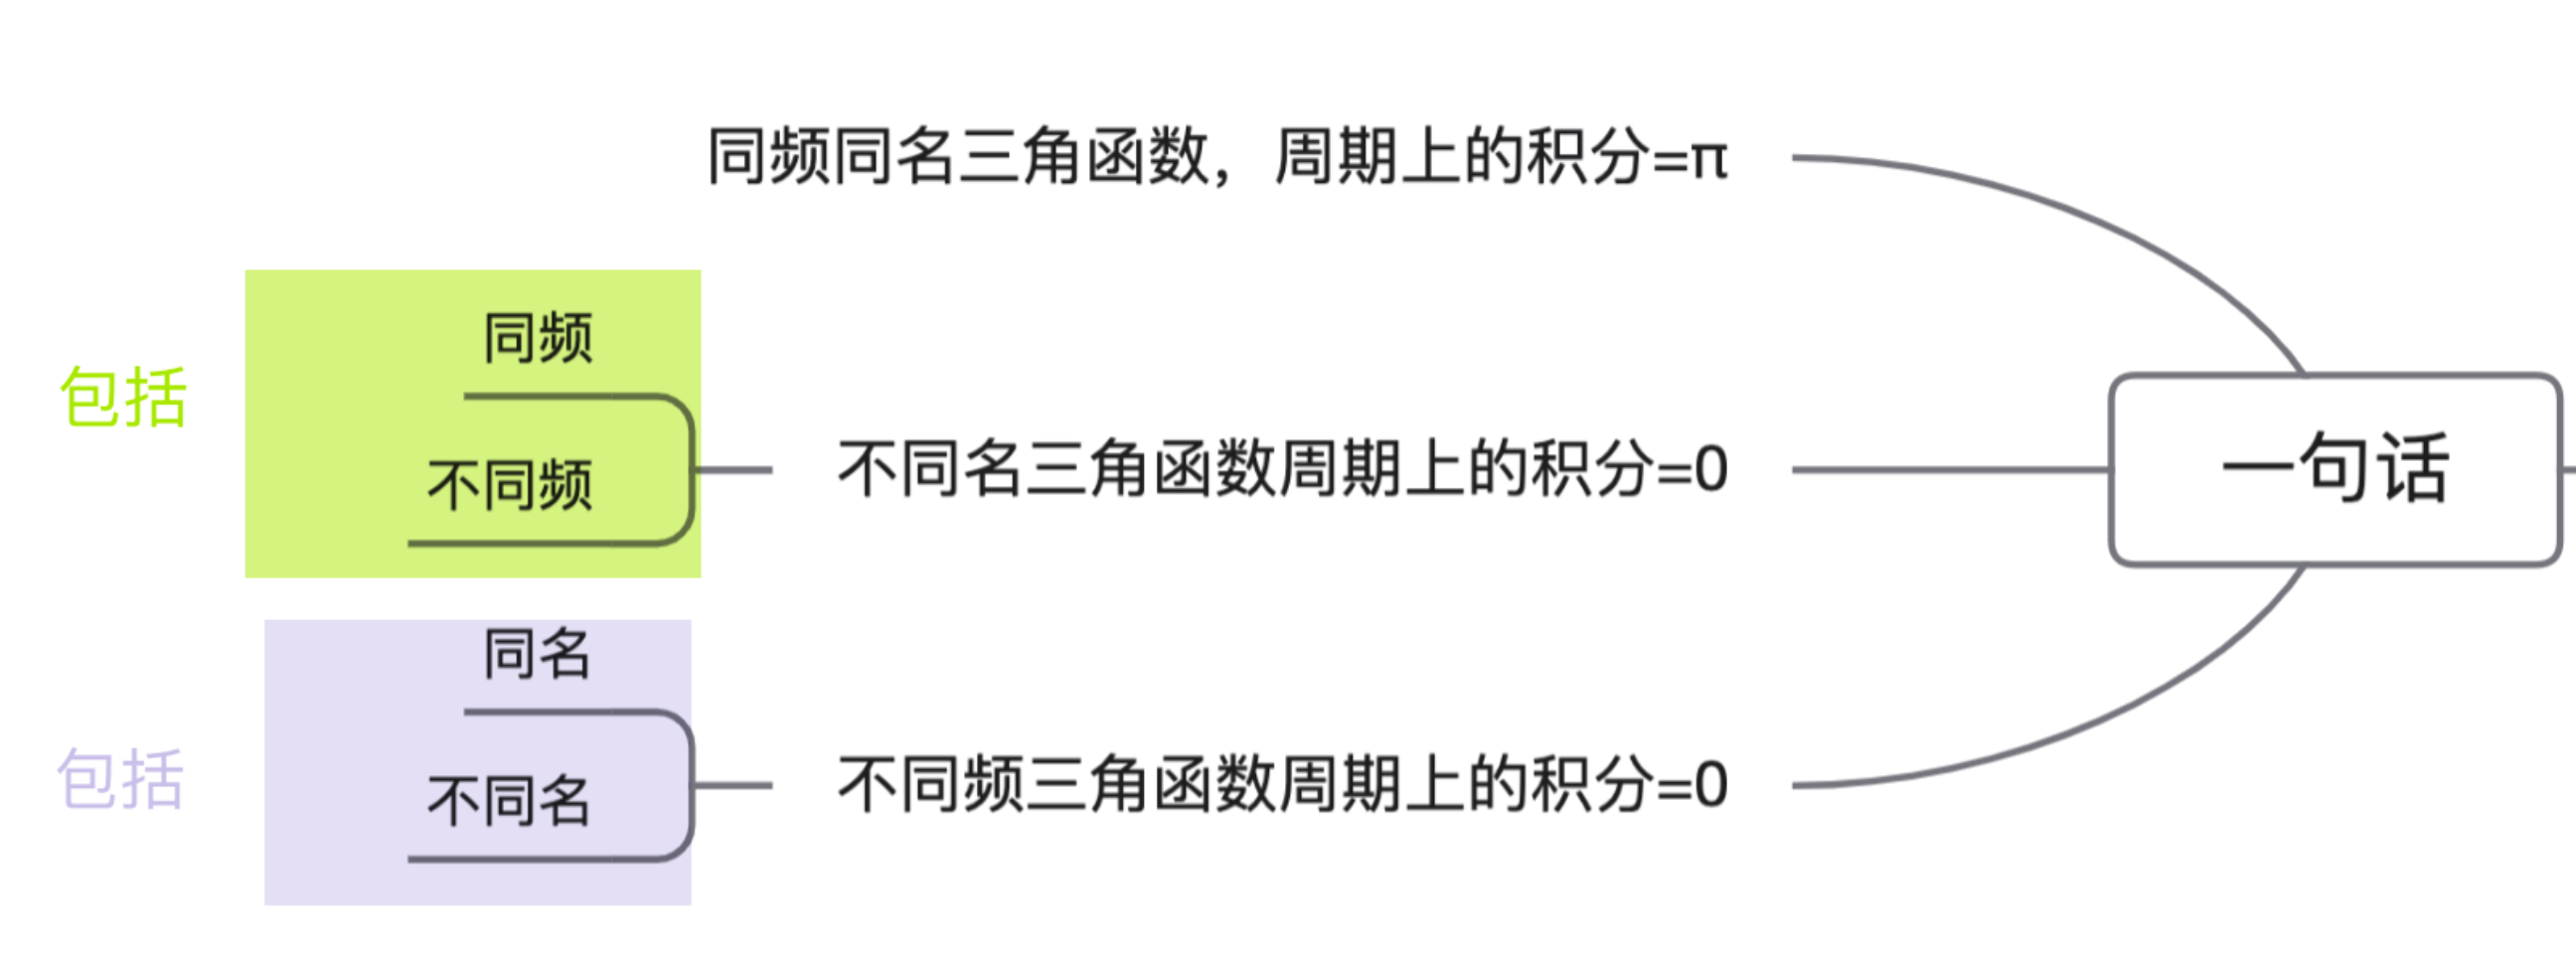 同频同名三角函数，周期上的积分=π
包括
同频
不同频
不同名三角函数周期上的积分=0
一句话
包括
同名
不同名
不同频三角函数周期上的积分=0